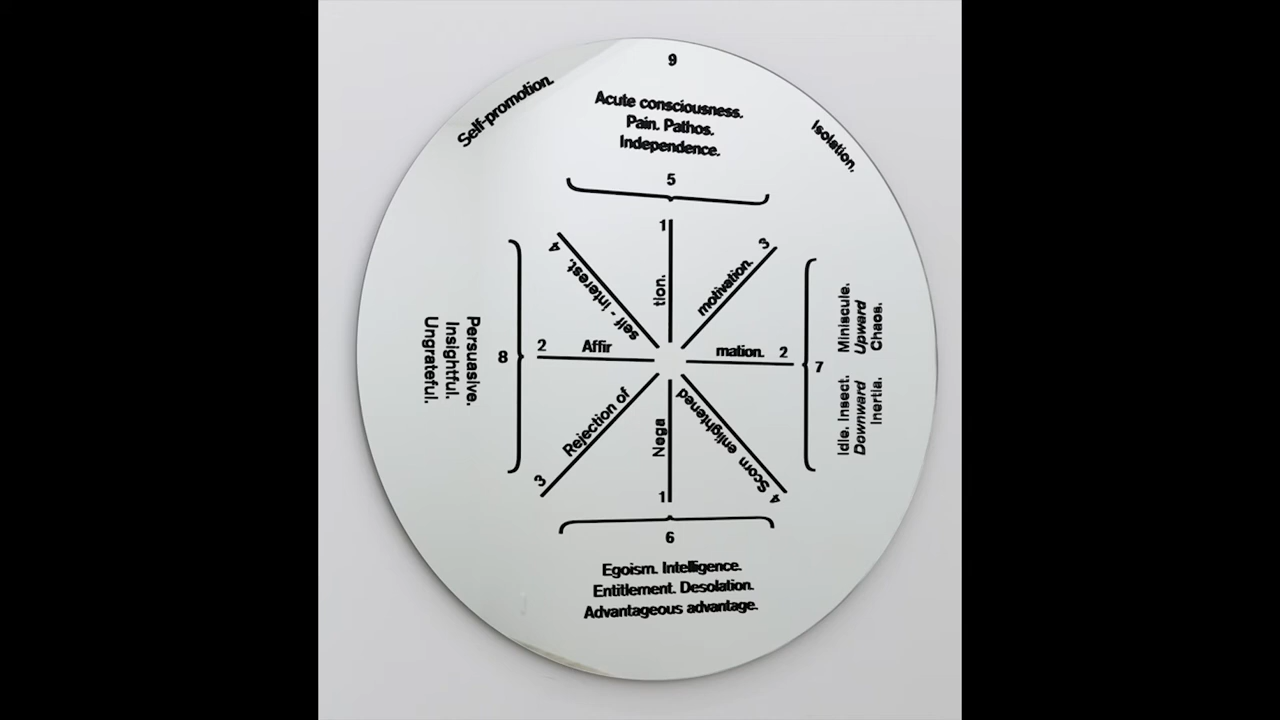 9
Self-promotion.
Acute consciousness.
Pain. Pathos.
Independence.
Isolation.
5
1
tion.
3
motivation.
4
self - interest.
2
Affir
mation. 2
8
Persuasive.
Insightful.
Ungrateful.
7
Idle. Insect. Miniscule.
Downward Upward
Inertia. Chaos.
Rejection of
3
Nega
1
Scorn enlightened
4
6
Egoism. Intelligence.
Entitlement. Desolation.
Advantageous advantage.